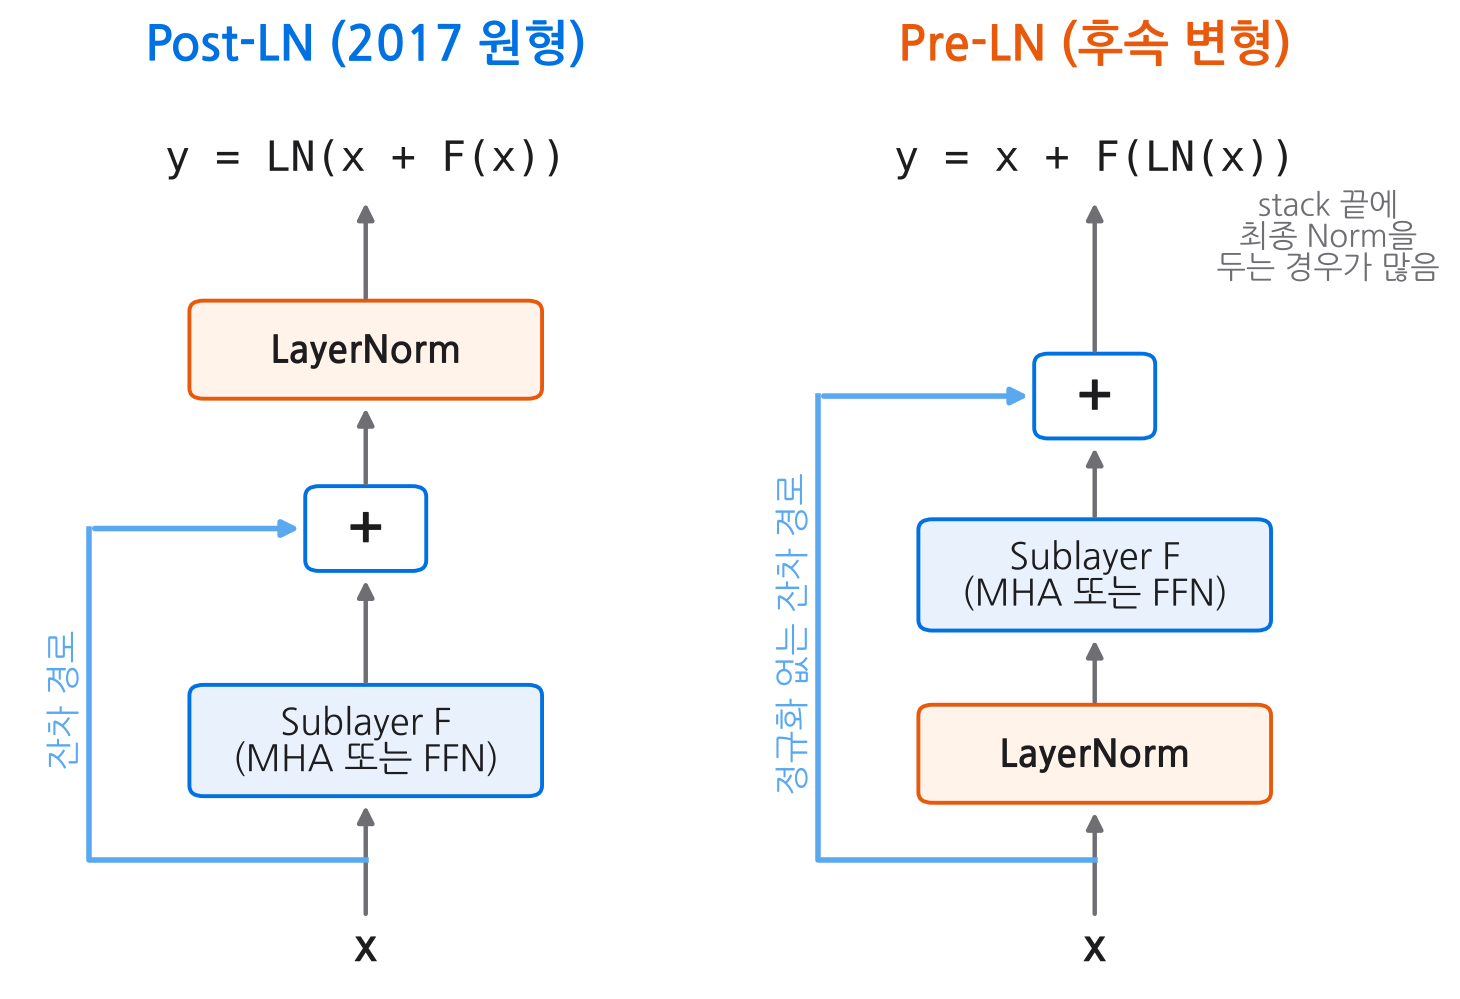 Post-LN (2017 원형)
y = LN(x + F(x))
LayerNorm
+
잔차 경로
Sublayer F
(MHA 또는 FFN)
x
Pre-LN (후속 변형)
y = x + F(LN(x))
stack 끝에
최종 Norm을
두는 경우가 많음
+
정규화 없는 잔차 경로
Sublayer F
(MHA 또는 FFN)
LayerNorm
x